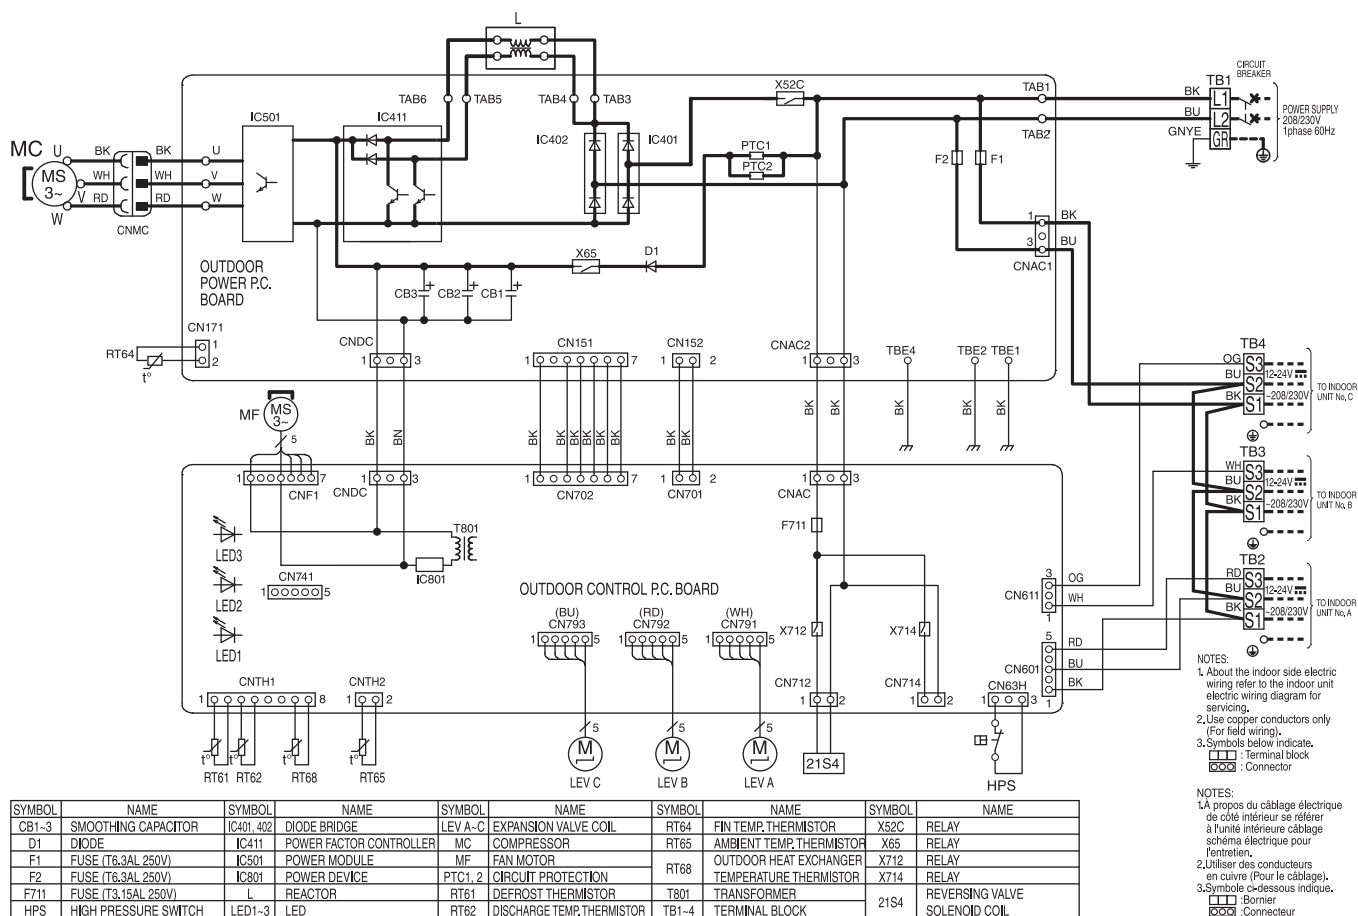 L
TAB6
TAB5
TAB4
TAB3
X52C
TAB1
TAB2
IC501
IC411
IC402
IC401
PTC1
PTC2
F2
F1
TB1
CIRCUIT
BREAKER
BK
L1
BU
L2
GNYE
GR
POWER SUPPLY
208/230V
1phase 60Hz
MC
MS
3~
U
V
W
BK
WH
RD
BK
WH
RD
U
V
W
CNMC
1
3
BK
BU
CNAC1
OUTDOOR
POWER P.C.
BOARD
X65
D1
CB3
+
CB2
+
CB1
+
CN171
1
2
RT64
t°
CNDC
1
3
CN151
1
7
CN152
1
2
CNAC2
1
3
TBE4
TBE2
TBE1
MF
MS
3~
5
BK
BN
BK
BK
BK
BK
BK
BK
BK
BK
BK
BK
BK
BK
BK
BK
1
7
CNF1
CNDC
1
3
1
7
CN702
1
2
CN701
CNAC
1
3
TB4
OG
S3
BU
S2
BK
S1
12-24V
~208/230V
TO INDOOR
UNIT No. C
TB3
WH
S3
BU
S2
BK
S1
12-24V
~208/230V
TO INDOOR
UNIT No. B
TB2
RD
S3
BU
S2
BK
S1
12-24V
~208/230V
TO INDOOR
UNIT No. A
LED3
LED2
LED1
CN741
1
5
T801
IC801
F711
X712
X714
OUTDOOR CONTROL P.C. BOARD
(BU)
CN793
1
5
(RD)
CN792
1
5
(WH)
CN791
1
5
CN611
3
1
OG
WH
CN601
5
1
RD
BU
BK
CNTH1
1
8
CNTH2
1
2
CN712
1
2
CN714
1
2
CN63H
1
3
t°
RT61
t°
RT62
t°
RT68
t°
RT65
5
M
LEV C
5
M
LEV B
5
M
LEV A
21S4
HPS
NOTES:
1. About the indoor side electric
wiring refer to the indoor unit
electric wiring diagram for
servicing.
2. Use copper conductors only
(For field wiring).
3. Symbols below indicate.
: Terminal block
: Connector
NOTES:
1. À propos du câblage électrique
de côté intérieur se référer
à l'unité intérieure câblage
schéma électrique pour
l'entretien.
2. Utiliser des conducteurs
en cuivre (Pour le câblage).
3. Symbole ci-dessous indique.
:Bornier
:Connecteur
SYMBOL NAME SYMBOL NAME SYMBOL NAME SYMBOL NAME SYMBOL NAME
CB1~3 SMOOTHING CAPACITOR IC401, 402 DIODE BRIDGE LEV A~C EXPANSION VALVE COIL RT64 FIN TEMP. THERMISTOR X52C RELAY
D1 DIODE IC411 POWER FACTOR CONTROLLER MC COMPRESSOR RT65 AMBIENT TEMP. THERMISTOR X65 RELAY
F1 FUSE (T6.3AL 250V) IC501 POWER MODULE MF FAN MOTOR RT68 OUTDOOR HEAT EXCHANGER X712 RELAY
F2 FUSE (T6.3AL 250V) IC801 POWER DEVICE PTC1, 2 CIRCUIT PROTECTION TEMPERATURE THERMISTOR X714 RELAY
F711 FUSE (T3.15AL 250V) L REACTOR RT61 DEFROST THERMISTOR T801 TRANSFORMER 21S4 REVERSING VALVE
HPS HIGH PRESSURE SWITCH LED1~3 LED RT62 DISCHARGE TEMP. THERMISTOR TB1~4 TERMINAL BLOCK SOLENOID COIL